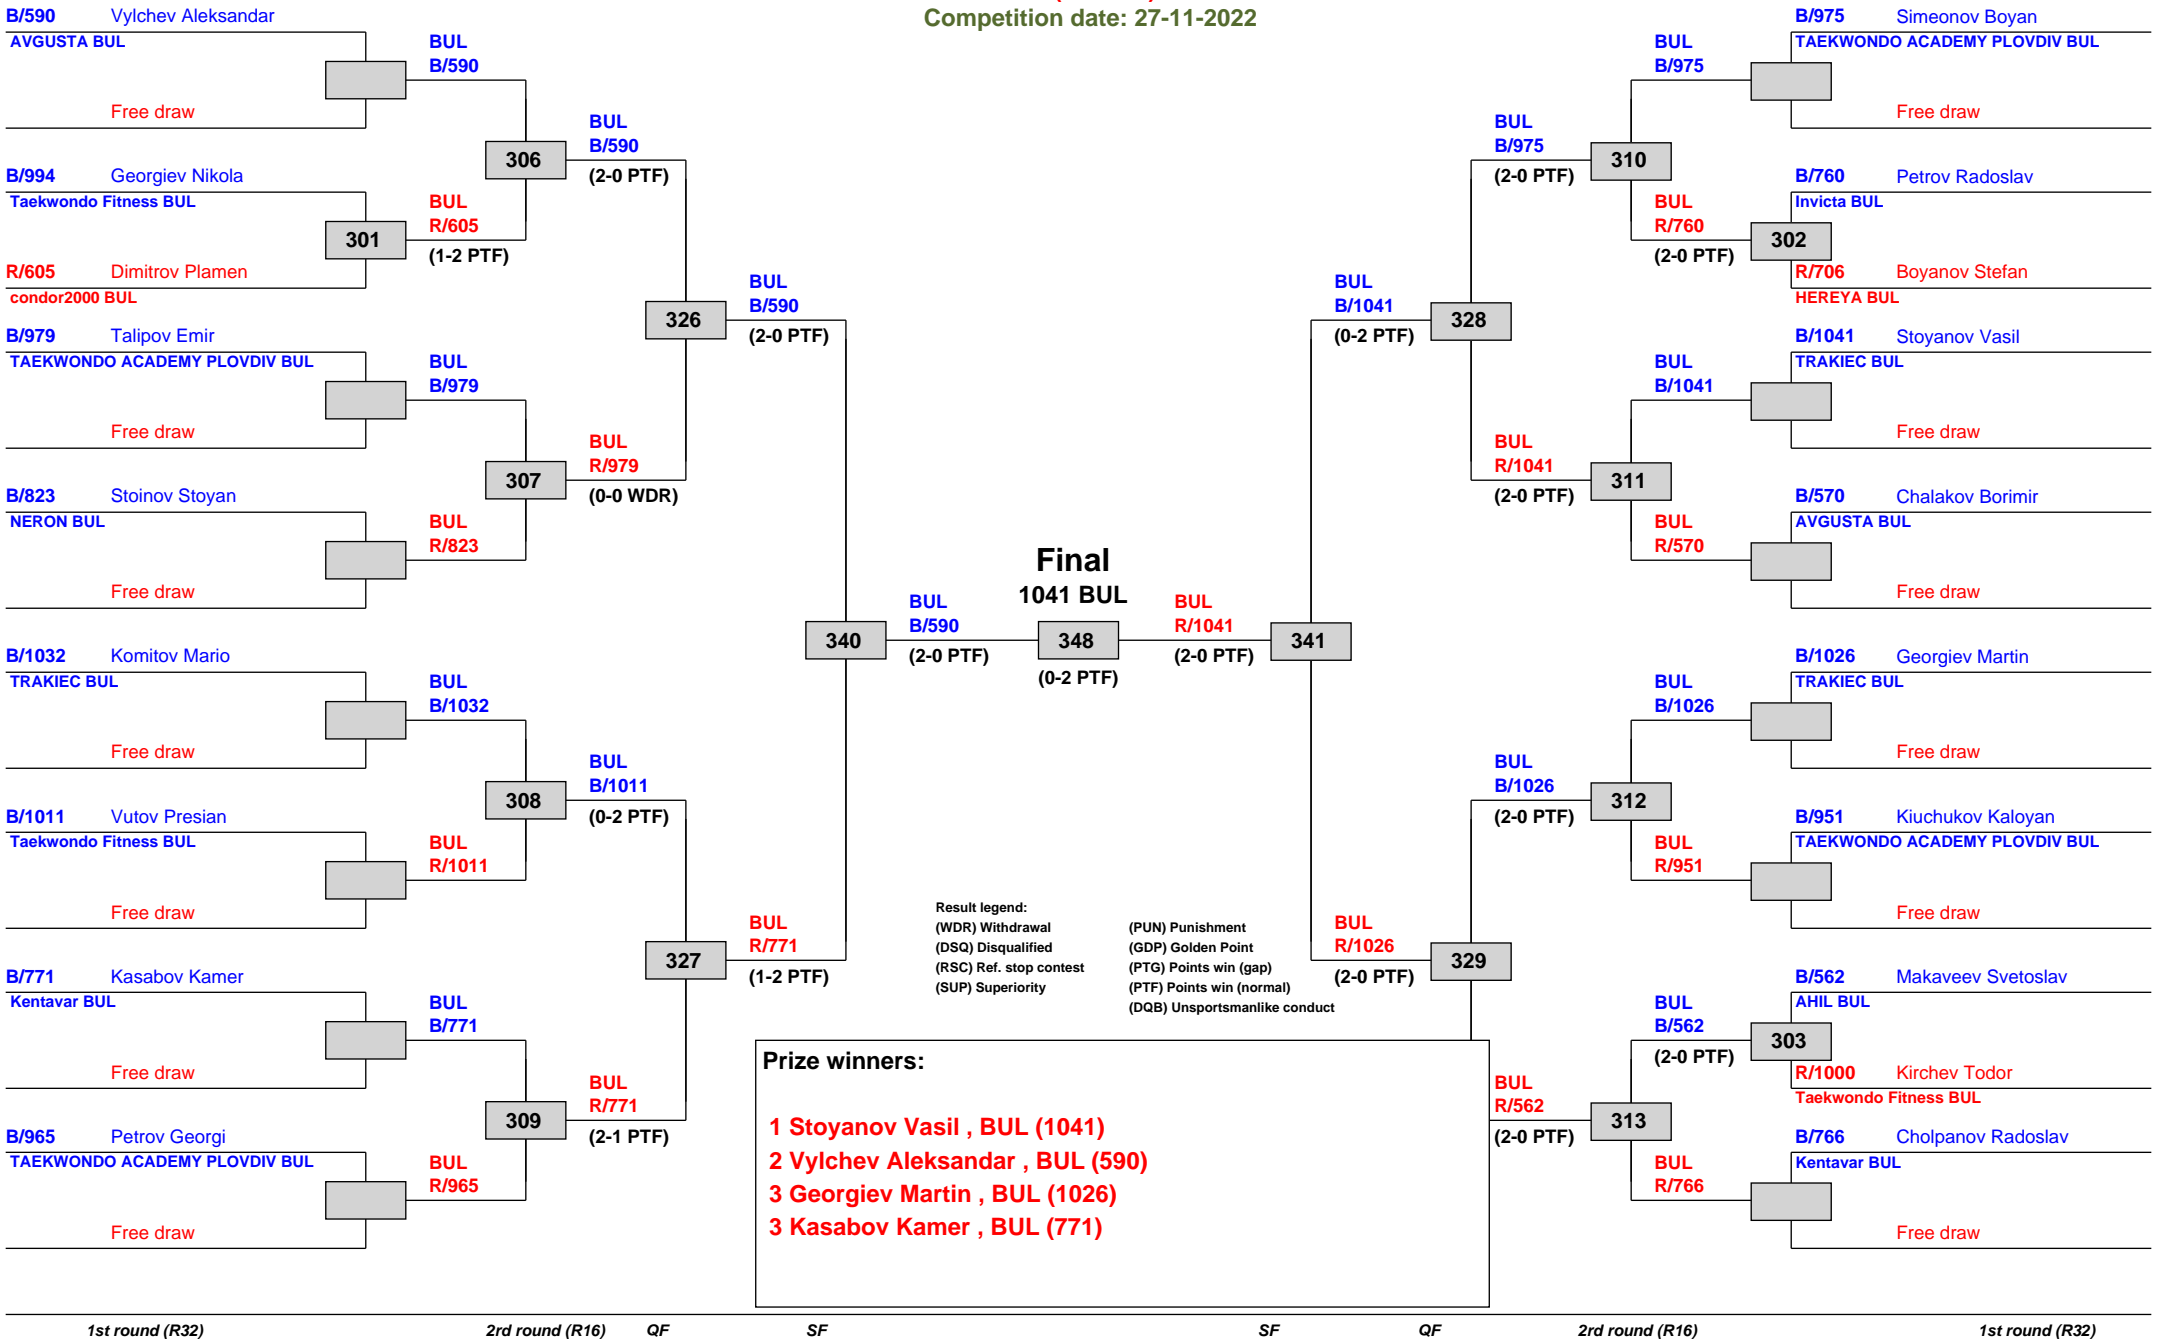 Competition date: 27-11-2022
B/590 Vylchev Aleksandar
AVGUSTA BUL
Free draw
B/994 Georgiev Nikola
Taekwondo Fitness BUL
301
R/605 Dimitrov Plamen
condor2000 BUL
B/979 Talipov Emir
TAEKWONDO ACADEMY PLOVDIV BUL
Free draw
B/823 Stoinov Stoyan
NERON BUL
Free draw
B/1032 Komitov Mario
TRAKIEC BUL
Free draw
B/1011 Vutov Presian
Taekwondo Fitness BUL
Free draw
B/771 Kasabov Kamer
Kentavar BUL
Free draw
B/965 Petrov Georgi
TAEKWONDO ACADEMY PLOVDIV BUL
Free draw
BUL
B/590
306
BUL
R/605
(1-2 PTF)
BUL
B/979
307
BUL
R/823
BUL
B/1032
308
BUL
R/1011
BUL
B/771
309
BUL
R/965
BUL
B/590
(2-0 PTF)
326
BUL
R/979
(0-0 WDR)
BUL
B/1011
(0-2 PTF)
327
BUL
R/771
(2-1 PTF)
BUL
B/590
(2-0 PTF)
340
BUL
R/771
(1-2 PTF)
BUL
B/590
(2-0 PTF)
Final
1041 BUL
348
(0-2 PTF)
BUL
R/1041
(2-0 PTF)
341
BUL
B/1041
(0-2 PTF)
328
BUL
R/1026
(2-0 PTF)
329
BUL
B/975
(2-0 PTF)
310
BUL
R/1041
(2-0 PTF)
311
BUL
B/1026
(2-0 PTF)
312
BUL
R/562
(2-0 PTF)
313
BUL
B/975
BUL
R/760
(2-0 PTF)
302
BUL
B/1041
BUL
R/570
BUL
B/1026
BUL
R/951
BUL
B/562
(2-0 PTF)
303
BUL
R/766
B/975 Simeonov Boyan
TAEKWONDO ACADEMY PLOVDIV BUL
Free draw
B/760 Petrov Radoslav
Invicta BUL
R/706 Boyanov Stefan
HEREYA BUL
B/1041 Stoyanov Vasil
TRAKIEC BUL
Free draw
B/570 Chalakov Borimir
AVGUSTA BUL
Free draw
B/1026 Georgiev Martin
TRAKIEC BUL
Free draw
B/951 Kiuchukov Kaloyan
TAEKWONDO ACADEMY PLOVDIV BUL
Free draw
B/562 Makaveev Svetoslav
AHIL BUL
R/1000 Kirchev Todor
Taekwondo Fitness BUL
B/766 Cholpanov Radoslav
Kentavar BUL
Free draw
Result legend:
(WDR) Withdrawal (PUN) Punishment
(DSQ) Disqualified (GDP) Golden Point
(RSC) Ref. stop contest (PTG) Points win (gap)
(SUP) Superiority (PTF) Points win (normal)
(DQB) Unsportsmanlike conduct
Prize winners:
1 Stoyanov Vasil , BUL (1041)
2 Vylchev Aleksandar , BUL (590)
3 Georgiev Martin , BUL (1026)
3 Kasabov Kamer , BUL (771)
1st round (R32) 2rd round (R16) QF SF SF QF 2rd round (R16) 1st round (R32)